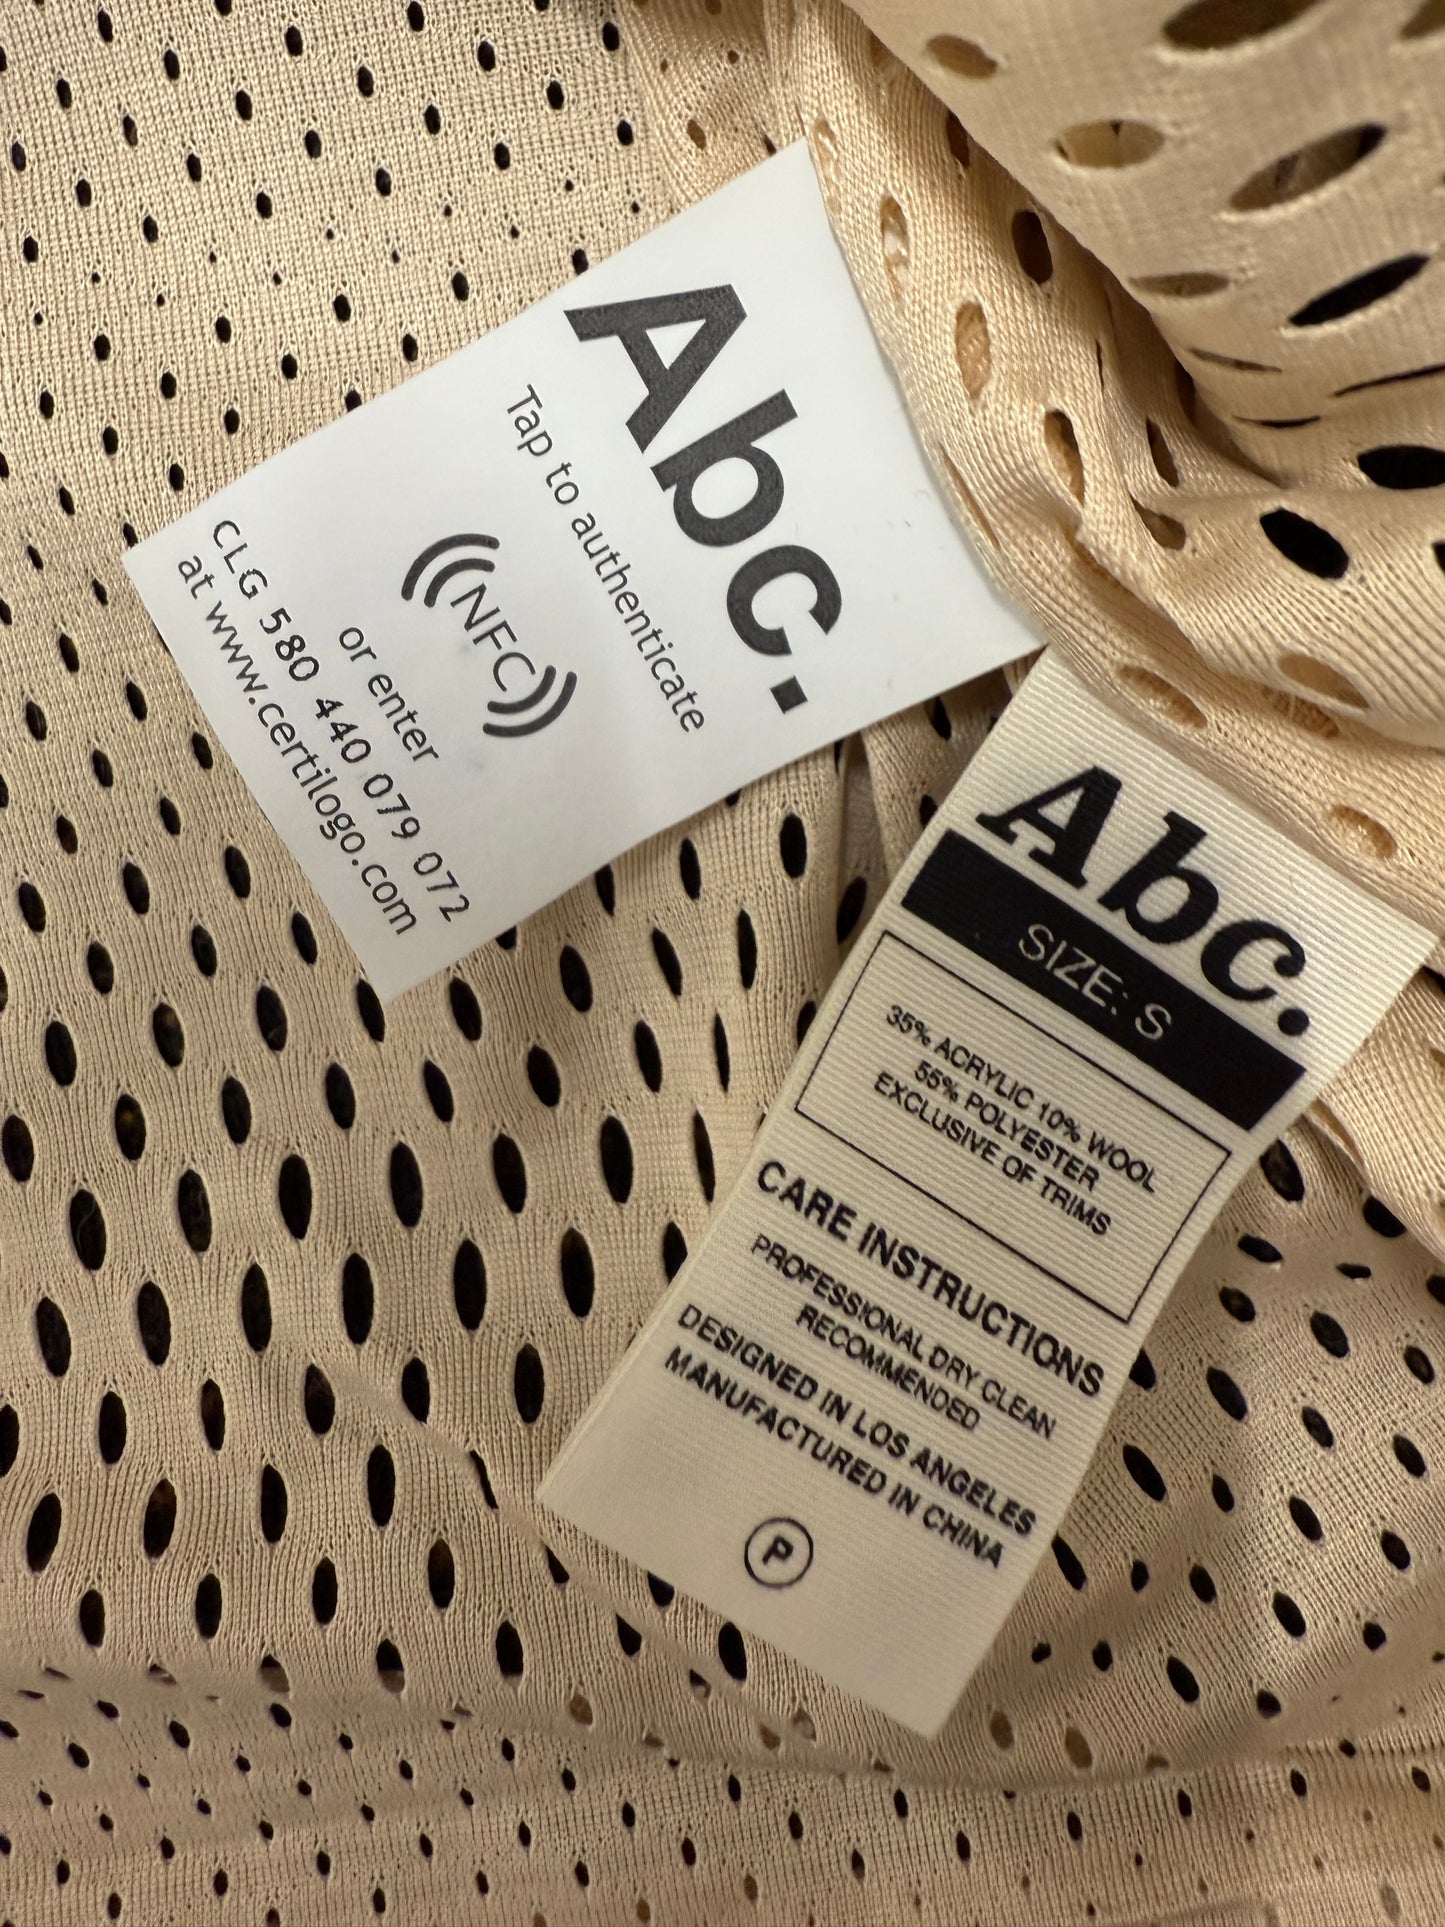 Abc.
Tap to authenticate
NFC
or enter
CLG 580 440 079 072
at www.certilogo.com
Abc.
SIZE: S
35% ACRYLIC 10% WOOL
55% POLYESTER
EXCLUSIVE OF TRIMS
CARE INSTRUCTIONS
PROFESSIONAL DRY CLEAN
RECOMMENDED
DESIGNED IN LOS ANGELES
MANUFACTURED IN CHINA
P